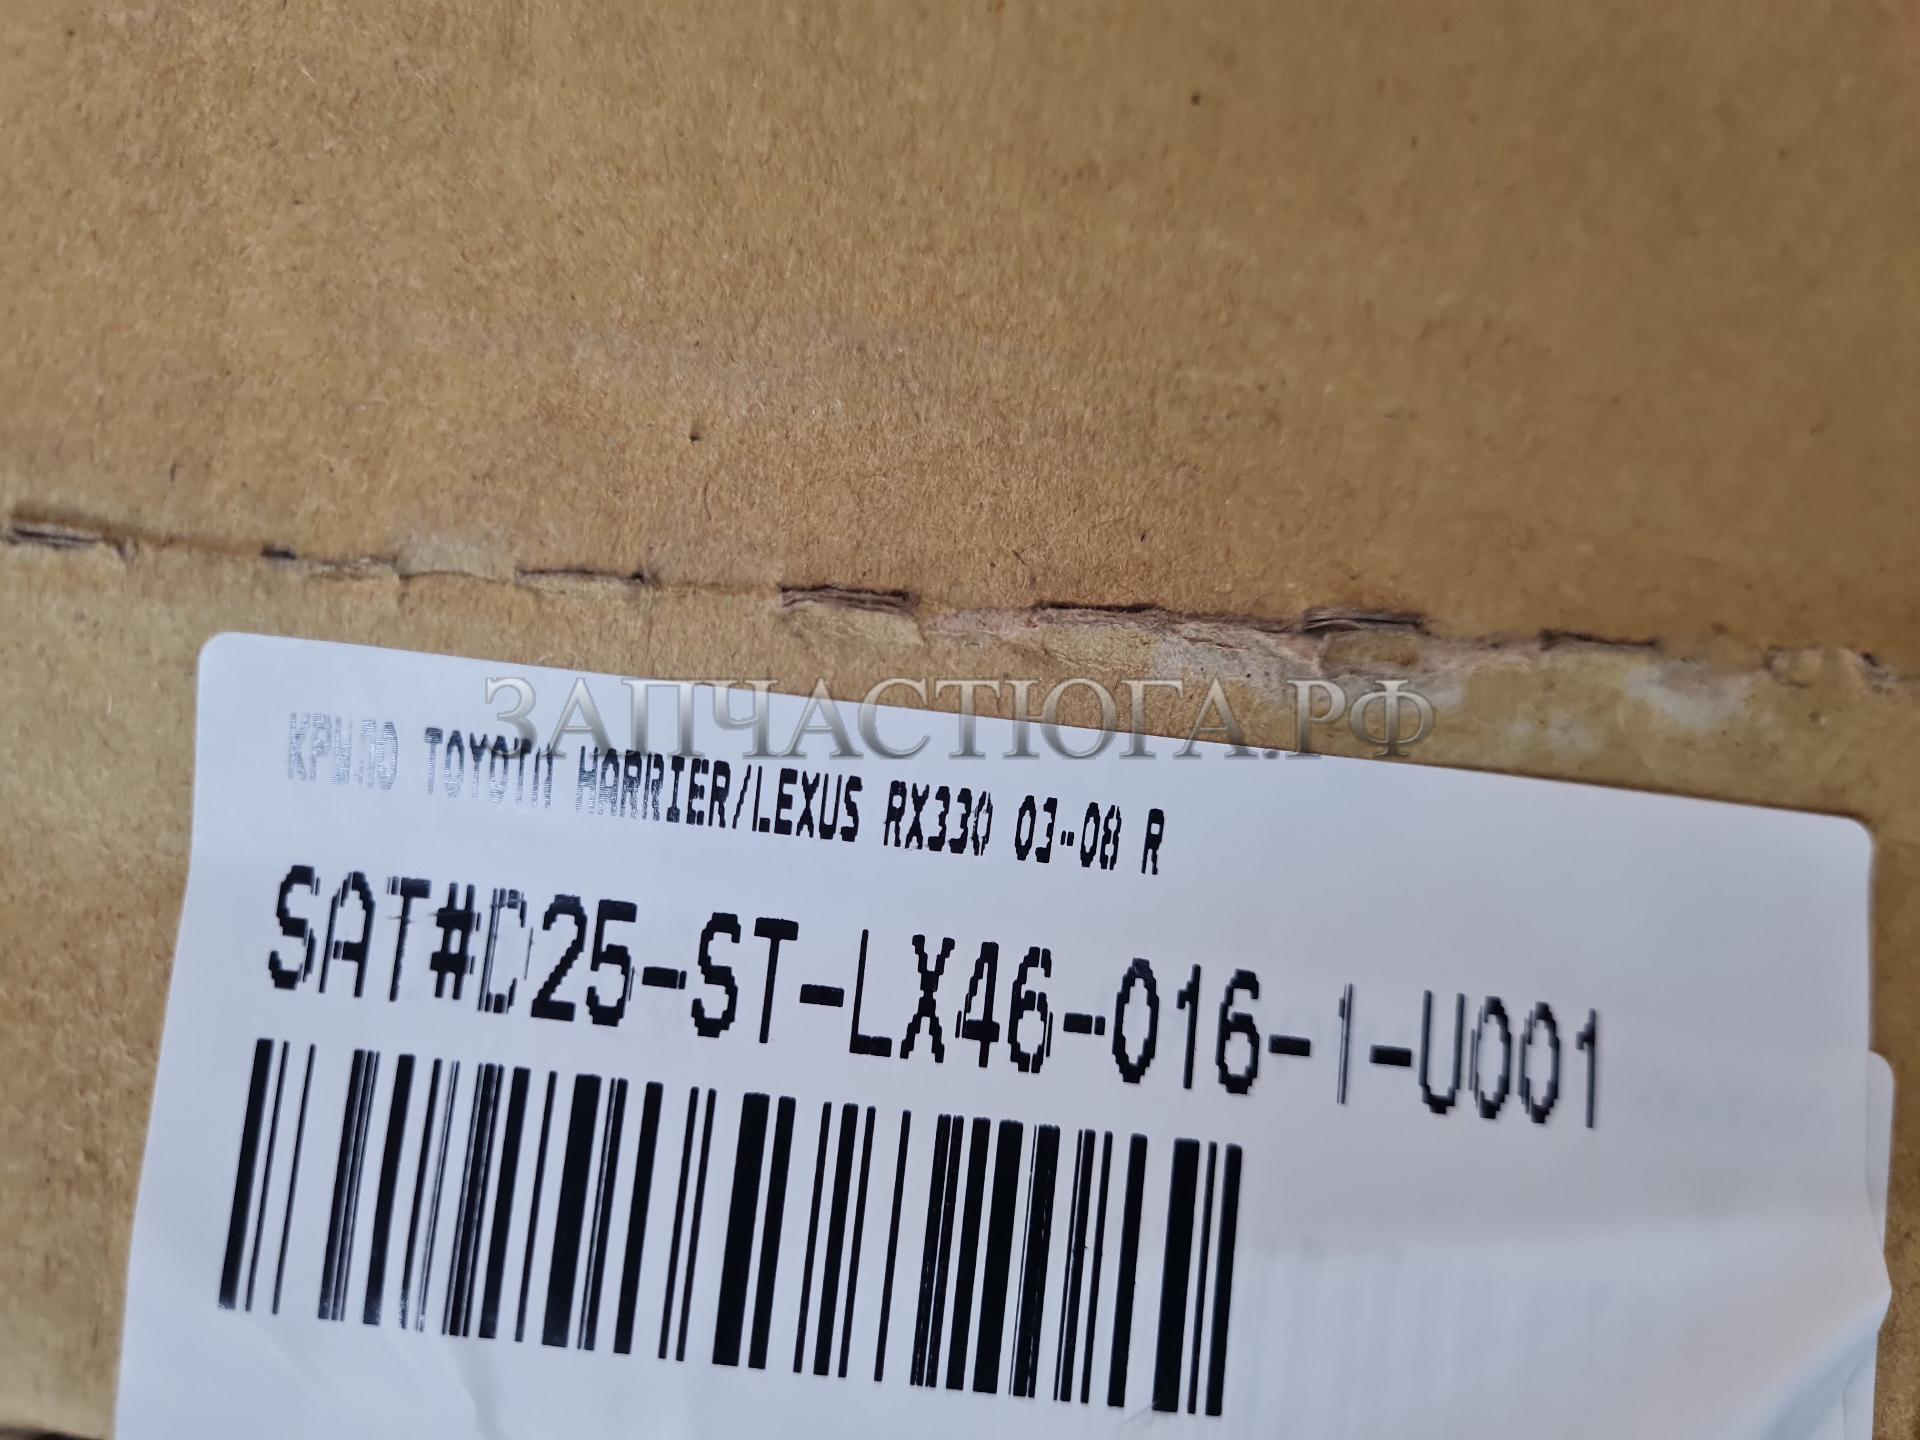 ЗАПЧАСТЮГА.РФ
КРЫЛО TOYOTA HARRIER/LEXUS RX330 03-08 R
SAT#D25-ST-LX46-016-1-U001